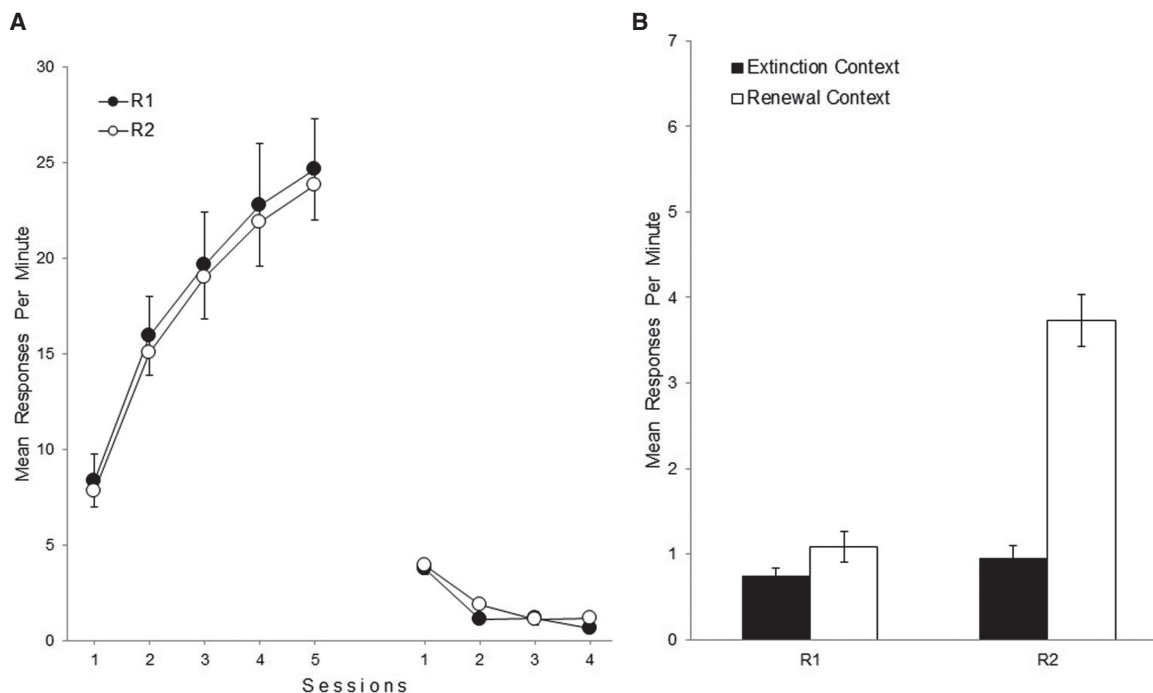 A
30
25
20
15
10
5
0
Mean Responses Per Minute
R1
R2
1 2 3 4 5 1 2 3 4
Sessions
B
7
6
5
4
3
2
1
0
Mean Responses Per Minute
Extinction Context
Renewal Context
R1 R2